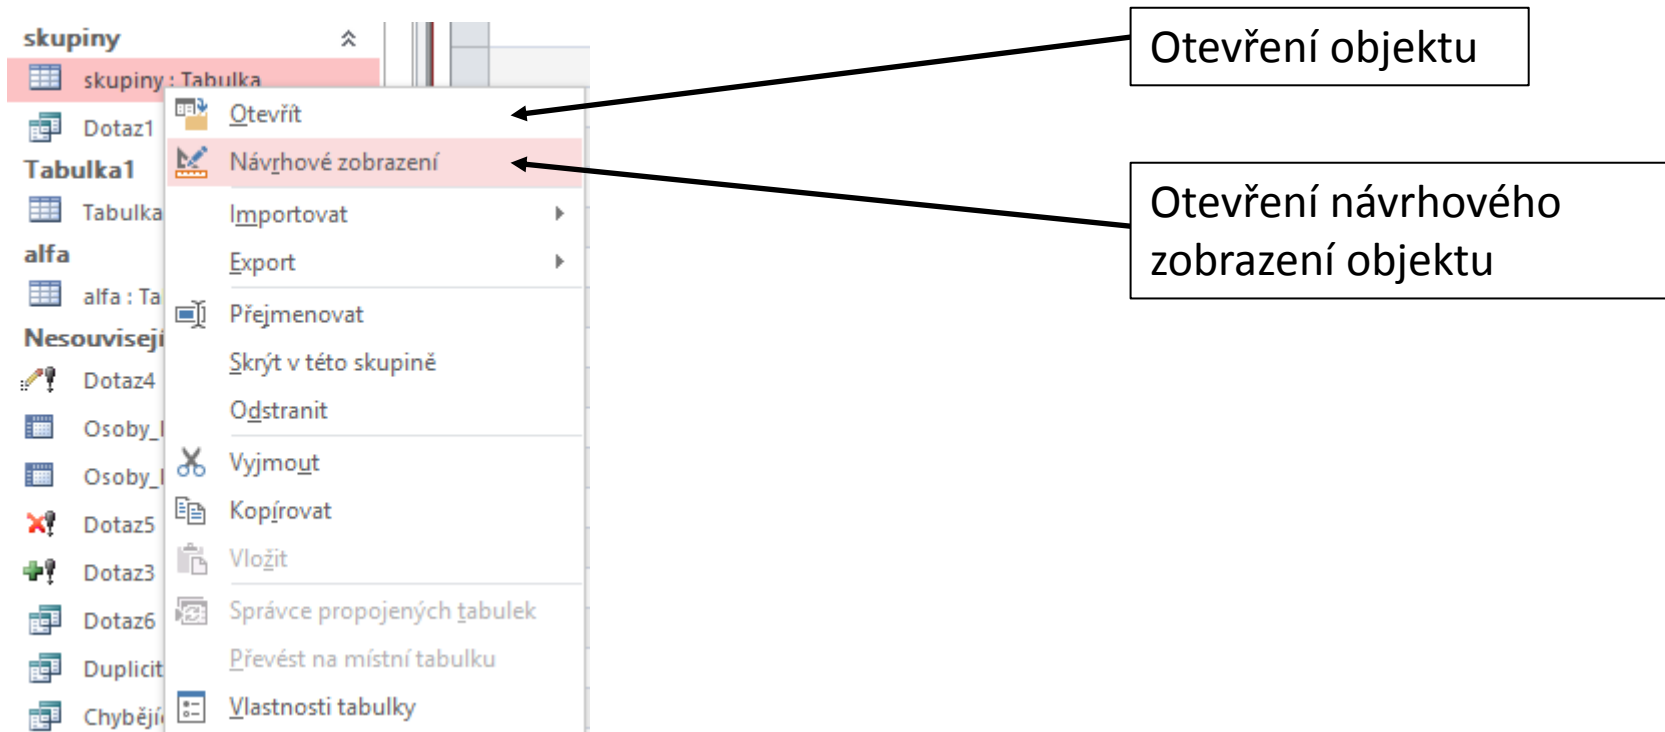 skupiny
skupiny : Tabulka
Dotaz1
Tabulka1
Tabulka
alfa
alfa : Ta
Nesouvisejí
Dotaz4
Osoby_
Osoby_
Dotaz5
Dotaz3
Dotaz6
Duplicit
Chybějí
Otevřít
Návrhové zobrazení
Importovat
Export
Přejmenovat
Skrýt v této skupině
Odstranit
Vyjmout
Kopírovat
Vložit
Správce propojených tabulek
Převést na místní tabulku
Vlastnosti tabulky
Otevření objektu
Otevření návrhového
zobrazení objektu